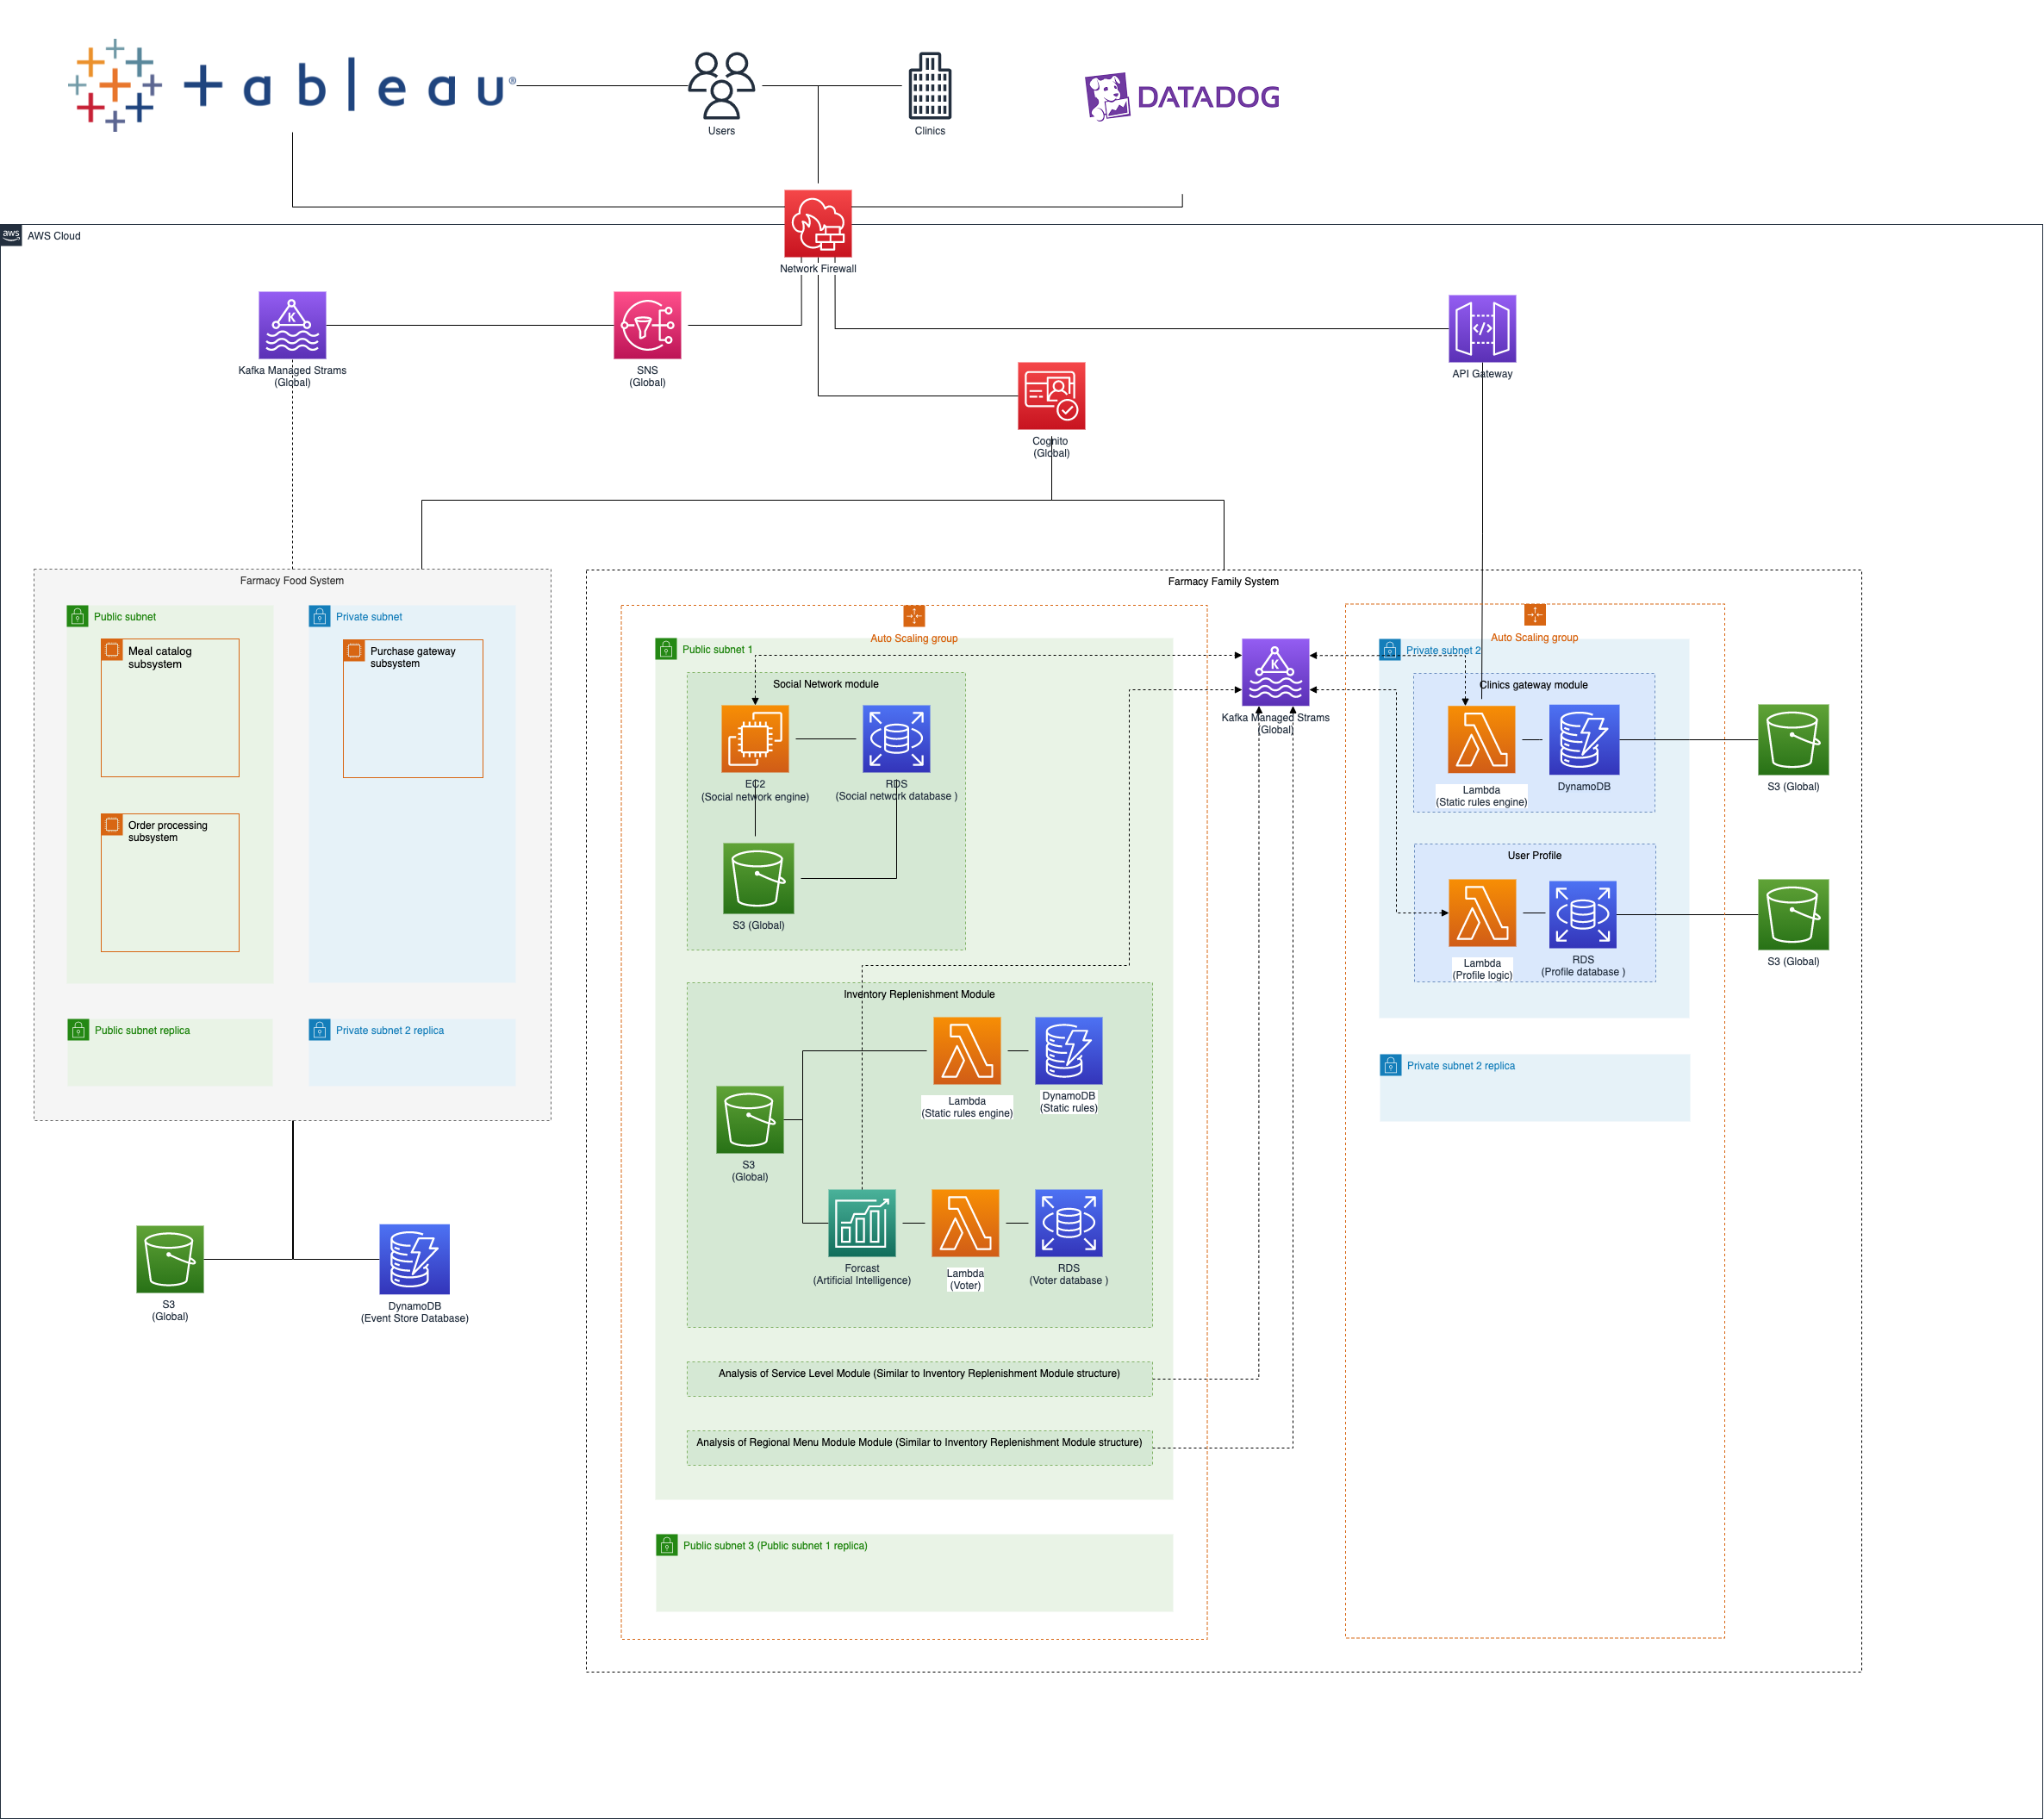 +ableau®
Users
Clinics
DATADOG
aws
AWS Cloud
Network Firewall
K
Kafka Managed Strams
(Global)
SNS
(Global)
</>
API Gateway
Cognito
(Global)
Farmacy Food System
Public subnet
Meal catalog
subsystem
Order processing
subsystem
Private subnet
Purchase gateway
subsystem
Public subnet replica
Private subnet 2 replica
S3
(Global)
DynamoDB
(Event Store Database)
Farmacy Family System
Auto Scaling group
Public subnet 1
Social Network module
EC2
(Social network engine)
RDS
(Social network database )
S3 (Global)
Inventory Replenishment Module
Lambda
(Static rules engine)
DynamoDB
(Static rules)
S3
(Global)
Forcast
(Artificial Intelligence)
Lambda
(Voter)
RDS
(Voter database )
Analysis of Service Level Module (Similar to Inventory Replenishment Module structure)
Analysis of Regional Menu Module Module (Similar to Inventory Replenishment Module structure)
Public subnet 3 (Public subnet 1 replica)
K
Kafka Managed Strams
(Global)
Auto Scaling group
Private subnet 2
Clinics gateway module
Lambda
(Static rules engine)
DynamoDB
S3 (Global)
User Profile
Lambda
(Profile logic)
RDS
(Profile database )
S3 (Global)
Private subnet 2 replica